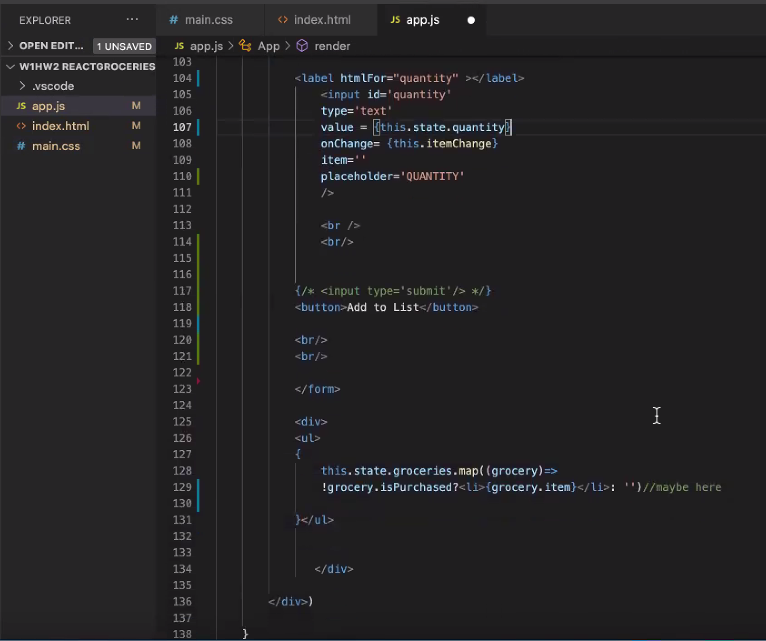 EXPLORER ···
# main.css <> index.html JS app.js ●
> OPEN EDIT... 1 UNSAVED
JS app.js > App > render
W1HW2 REACTGROCERIES
> .vscode
JS app.js M
<> index.html M
# main.css M
103
104 <label htmlFor="quantity" ></label>
105 <input id='quantity'
106 type='text'
107 value = {this.state.quantity}
108 onChange= {this.itemChange}
109 item=''
110 placeholder='QUANTITY'
111 />
112
113 <br />
114 <br/>
115
116
117 {/* <input type='submit'/> */}
118 <button>Add to List</button>
119
120 <br/>
121 <br/>
122
123 </form>
124
125 <div>
126 <ul>
127 {
128 this.state.groceries.map((grocery)=>
129 !grocery.isPurchased?<li>{grocery.item}</li>: '')//maybe here
130
131 }</ul>
132
133
134 </div>
135
136 </div>)
137
138 }